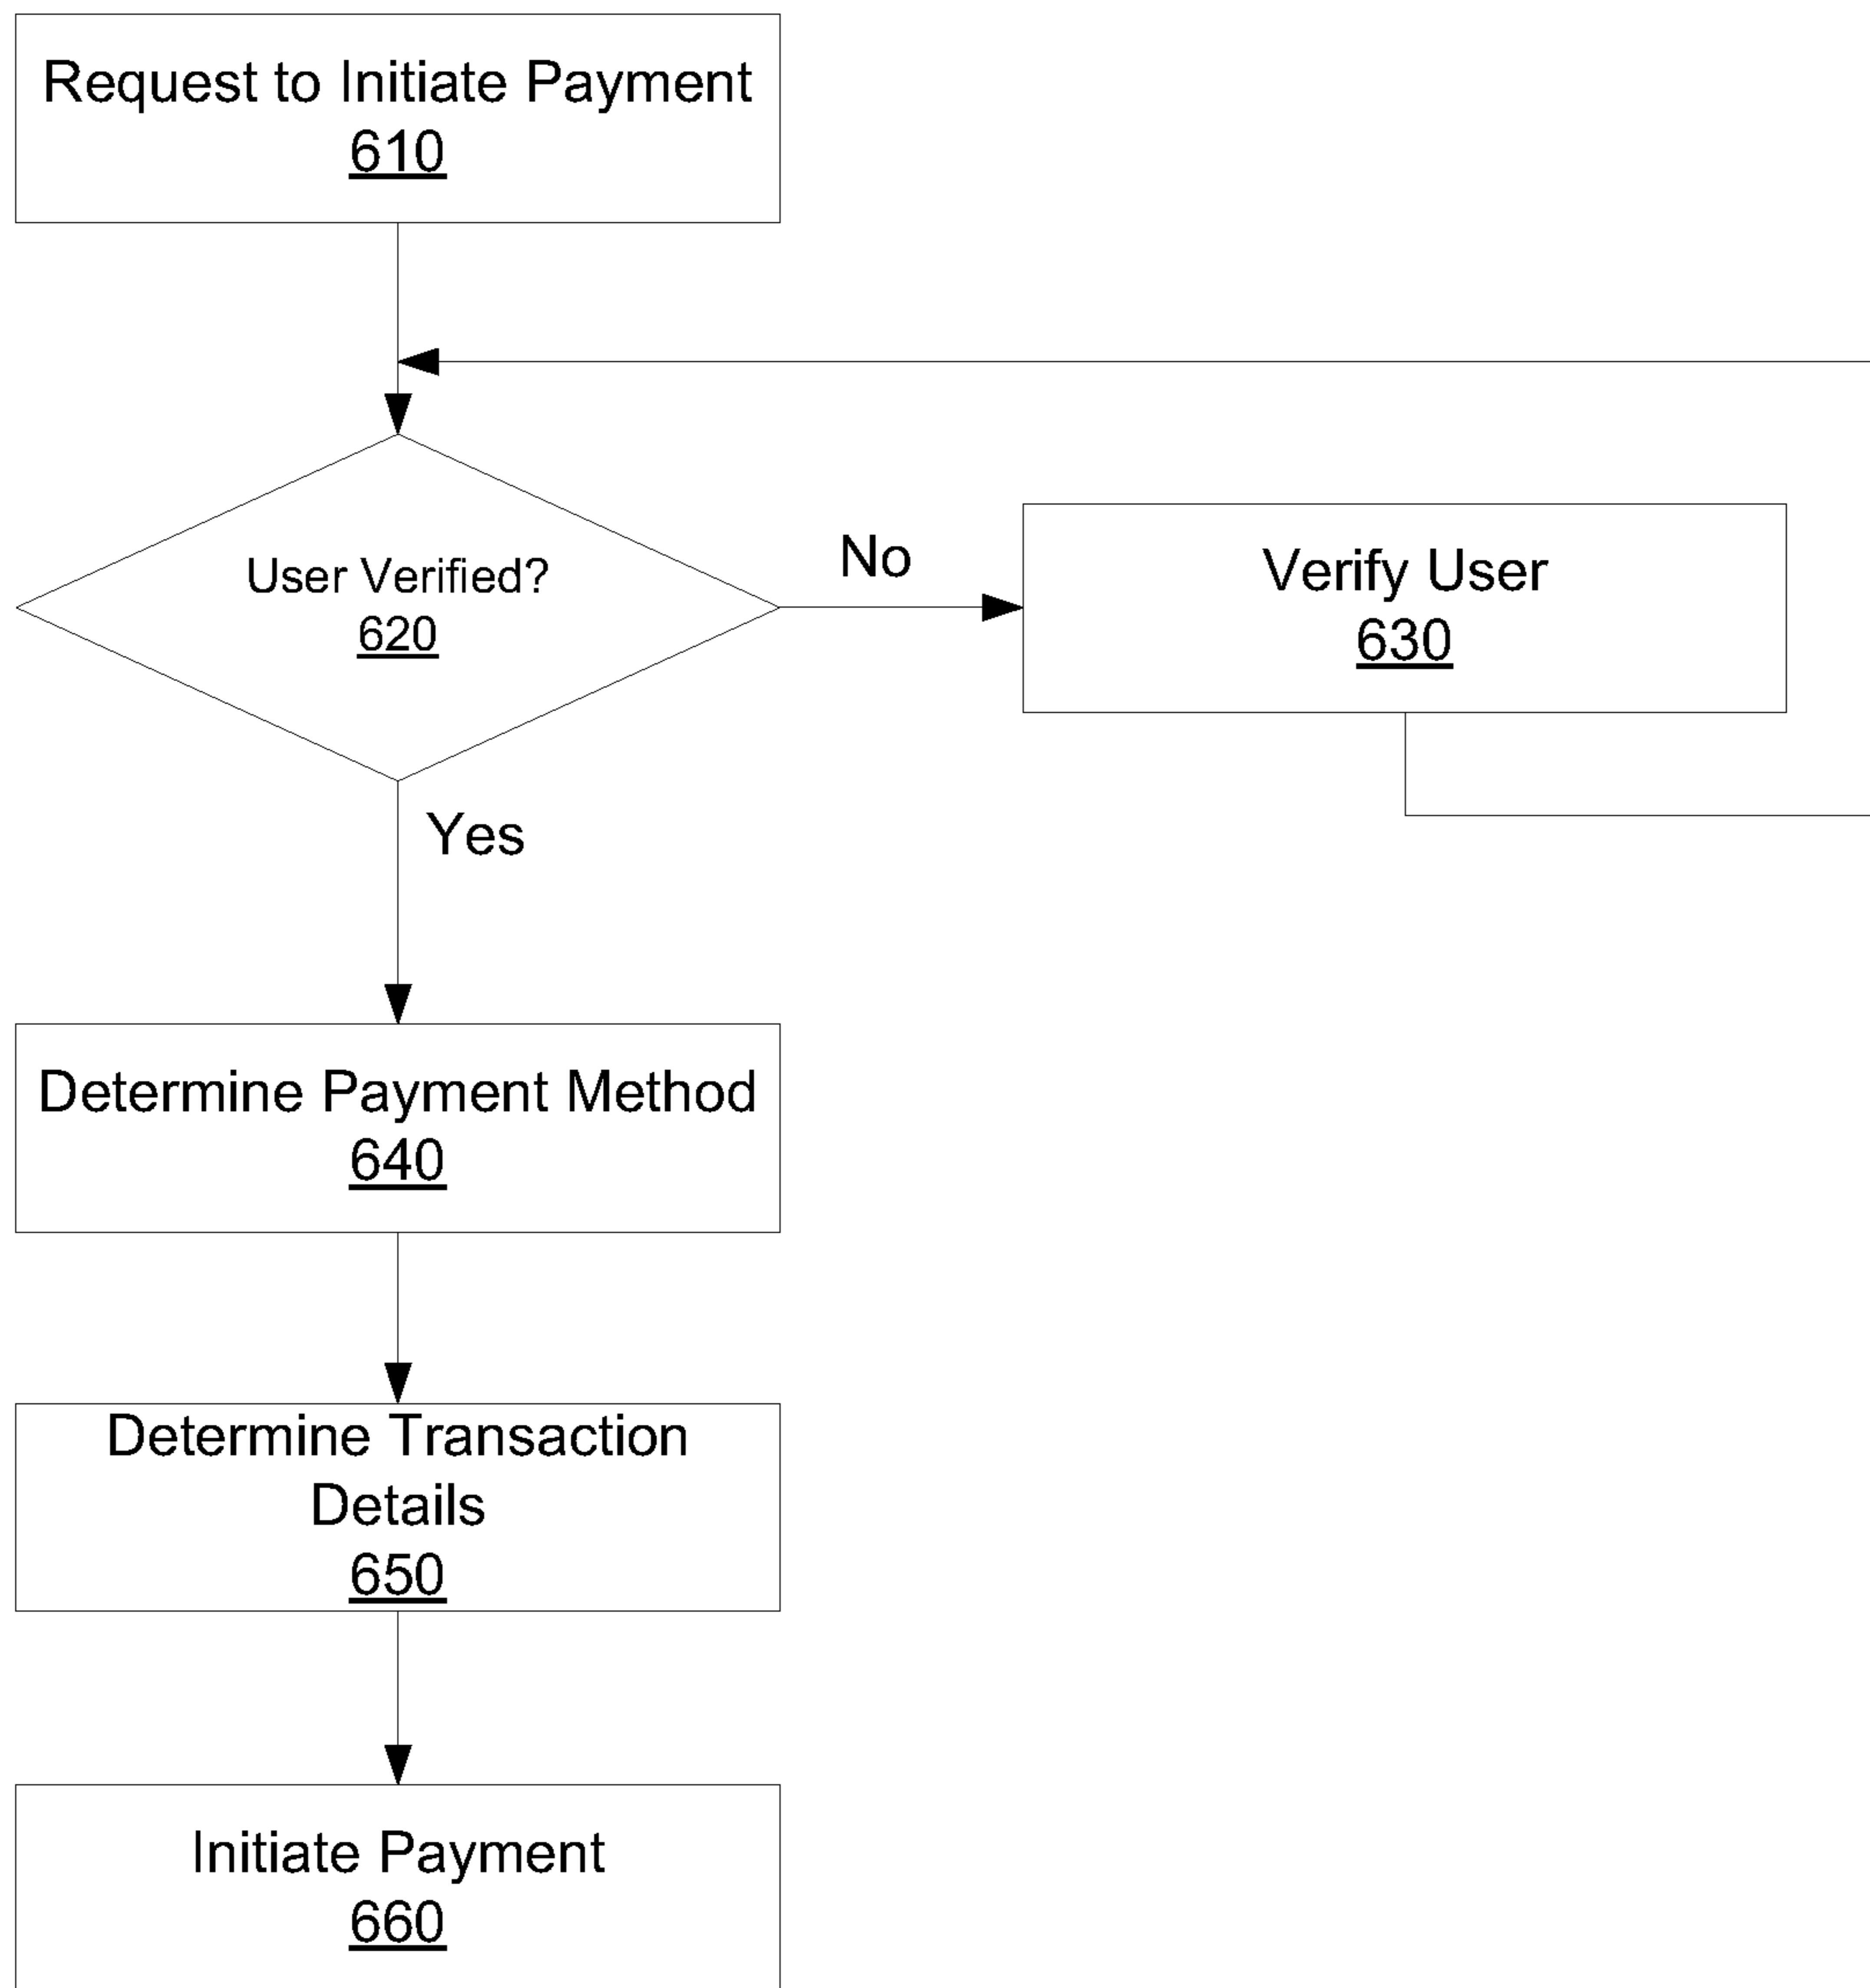 Request to Initiate Payment
610
User Verified?
620
No
Verify User
630
Yes
Determine Payment Method
640
Determine Transaction
Details
650
Initiate Payment
660